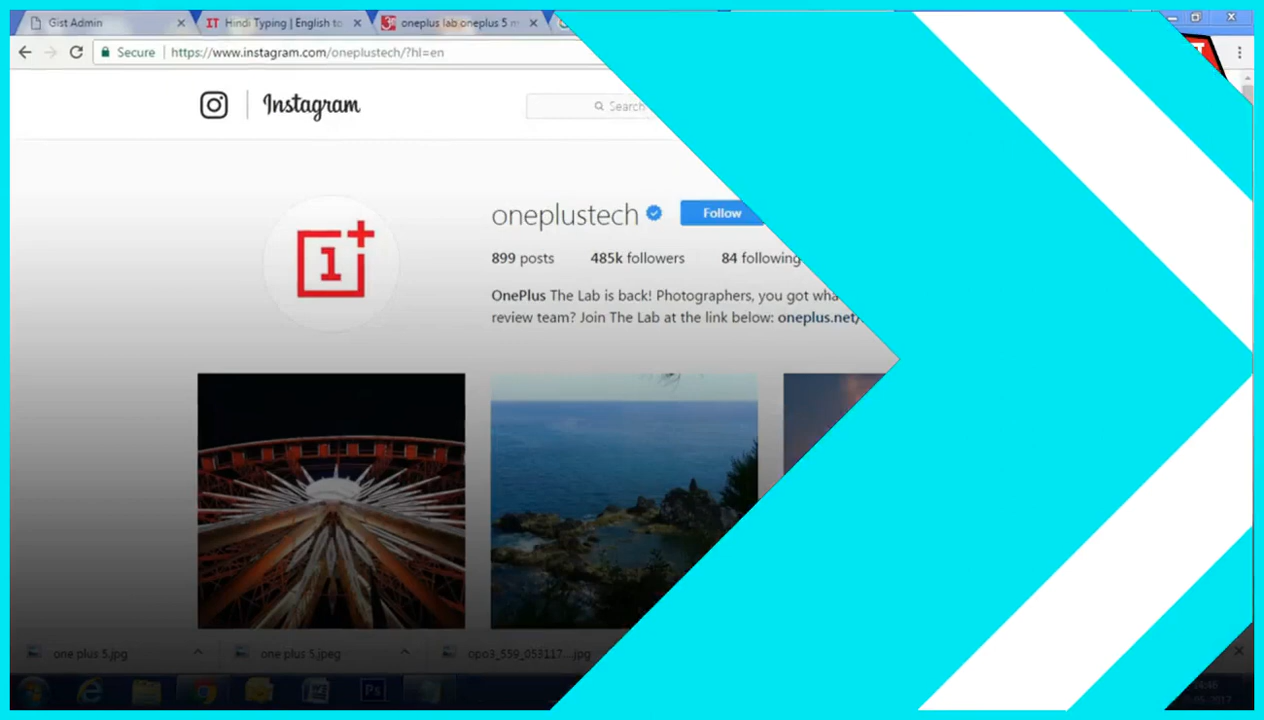 Gist Admin
IT Hindi Typing | English to
oneplus lab oneplus 5
Secure | https://www.instagram.com/oneplustech/?hl=en
Instagram
Search
oneplustech
Follow
899 posts 485k followers 84 following
OnePlus The Lab is back! Photographers, you got
review team? Join The Lab at the link below: oneplus.net/
1+
one plus 5.jpg
one plus 5.jpeg
opo3_559_053117....jpg
Ps